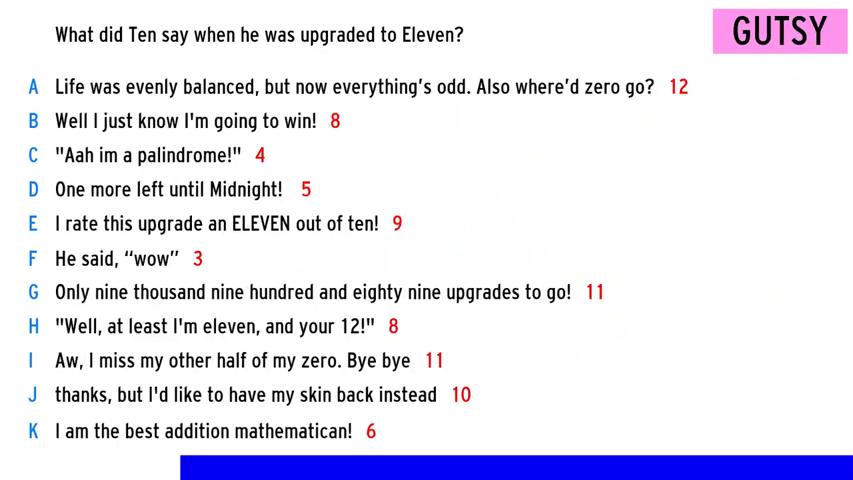 What did Ten say when he was upgraded to Eleven?
GUTSY
A Life was evenly balanced, but now everything's odd. Also where'd zero go? 12
B Well I just know I'm going to win! 8
C "Aah im a palindrome!" 4
D One more left until Midnight! 5
E I rate this upgrade an ELEVEN out of ten! 9
F He said, “wow” 3
G Only nine thousand nine hundred and eighty nine upgrades to go! 11
H "Well, at least I'm eleven, and your 12!" 8
I Aw, I miss my other half of my zero. Bye bye 11
J thanks, but I'd like to have my skin back instead 10
K I am the best addition mathematican! 6